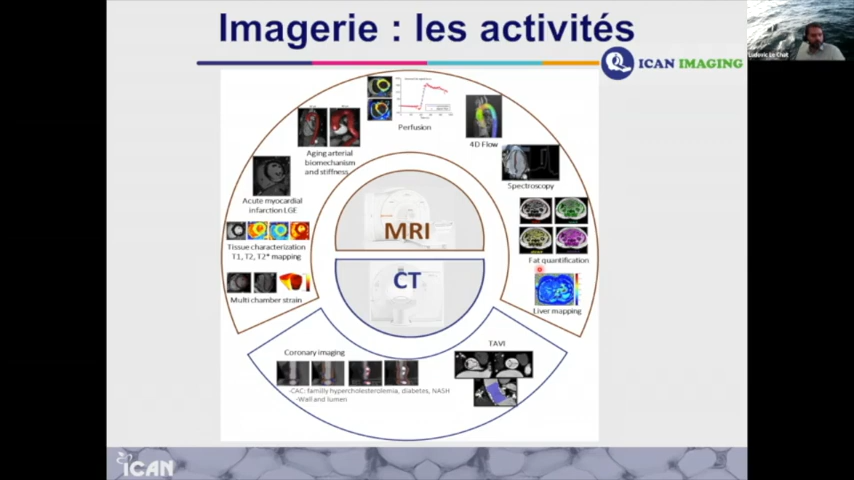 Imagerie : les activités
ICAN IMAGING
Ludovic Le Chat
Perfusion
4D Flow
Aging arterial
biomechanism
and stiffness
Spectroscopy
Acute myocardial
infarction LGE
MRI
Tissue characterization
T1, T2, T2* mapping
Fat quantification
CT
Multi chamber strain
Liver mapping
Coronary imaging
TAVI
-CAC: familly hypercholesterolemia, diabetes, NASH
-Wall and lumen
ICAN